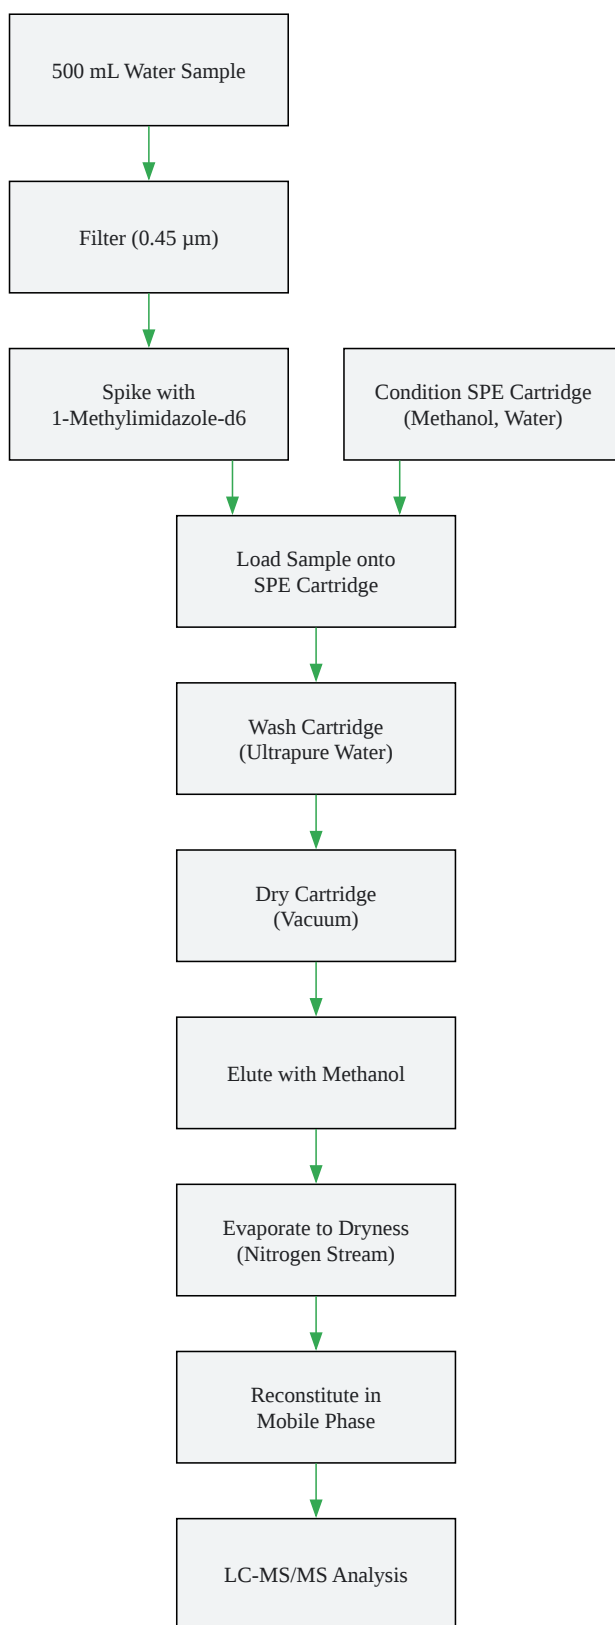 500 mL Water Sample
Filter (0.45 µm)
Spike with
1-Methylimidazole-d6
Condition SPE Cartridge
(Methanol, Water)
Load Sample onto
SPE Cartridge
Wash Cartridge
(Ultrapure Water)
Dry Cartridge
(Vacuum)
Elute with Methanol
Evaporate to Dryness
(Nitrogen Stream)
Reconstitute in
Mobile Phase
LC-MS/MS Analysis